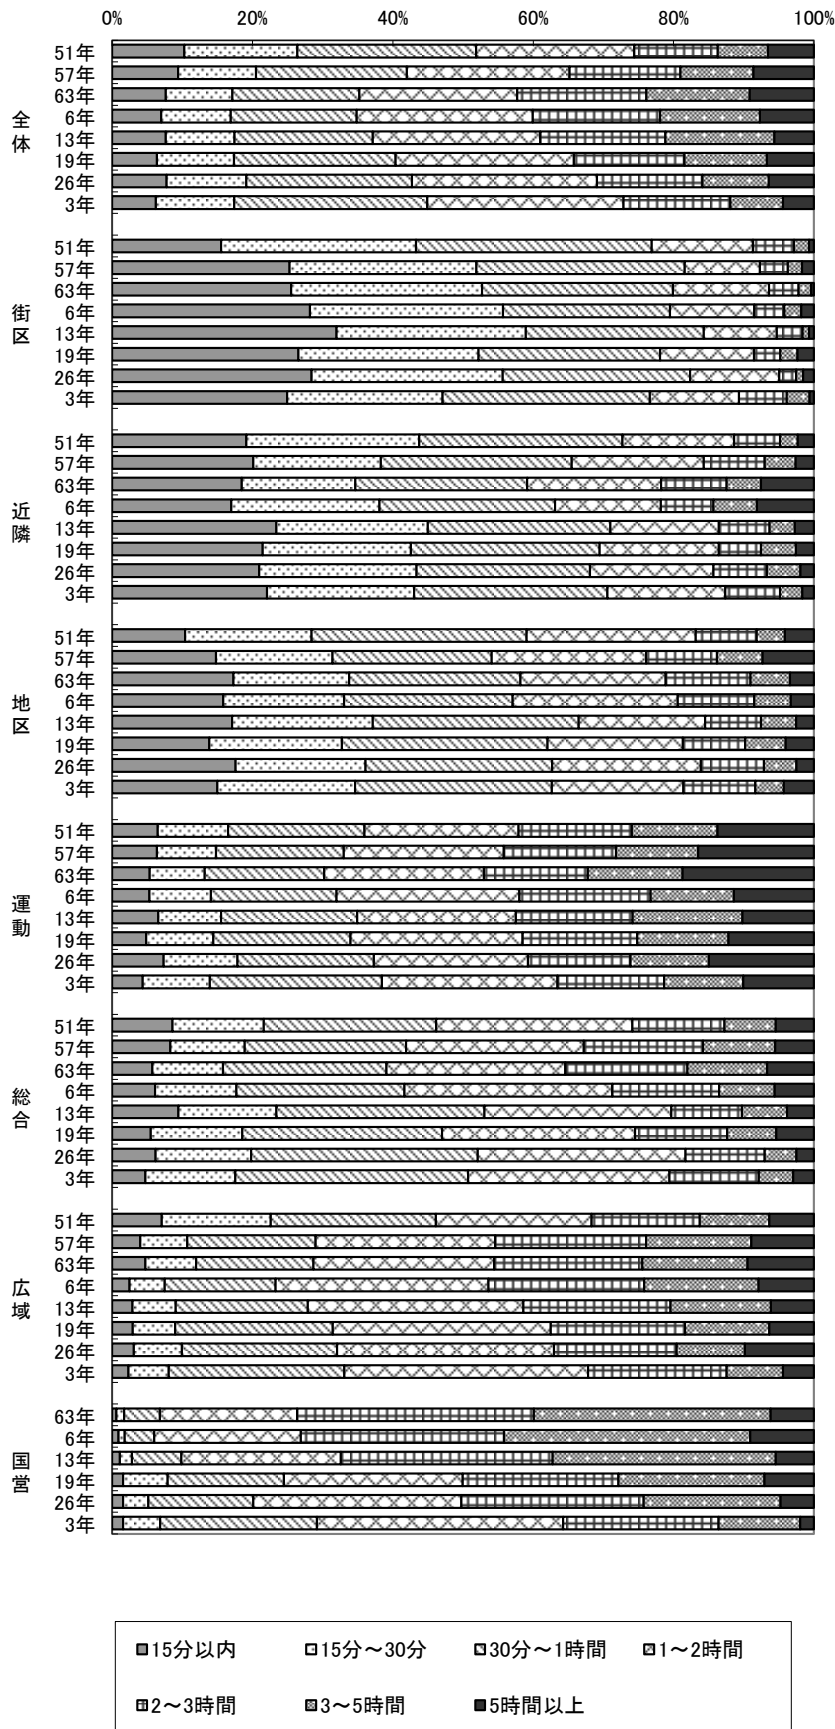 0% 20% 40% 60% 80% 100%
全体
51年
57年
63年
6年
13年
19年
26年
3年
街区
51年
57年
63年
6年
13年
19年
26年
3年
近隣
51年
57年
63年
6年
13年
19年
26年
3年
地区
51年
57年
63年
6年
13年
19年
26年
3年
運動
51年
57年
63年
6年
13年
19年
26年
3年
総合
51年
57年
63年
6年
13年
19年
26年
3年
広域
51年
57年
63年
6年
13年
19年
26年
3年
国営
63年
6年
13年
19年
26年
3年
15分以内 15分～30分 30分～1時間 1～2時間
2～3時間 3～5時間 5時間以上